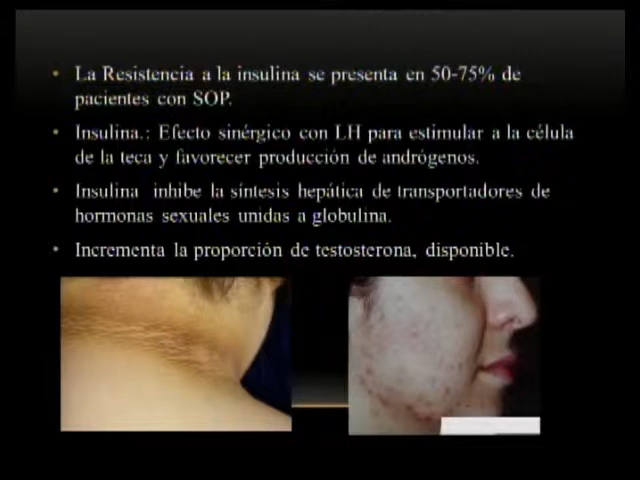 • La Resistencia a la insulina se presenta en 50-75% de
pacientes con SOP.
• Insulina.: Efecto sinérgico con LH para estimular a la célula
de la teca y favorecer producción de andrógenos.
• Insulina inhibe la síntesis hepática de transportadores de
hormonas sexuales unidas a globulina.
• Incrementa la proporción de testosterona, disponible.